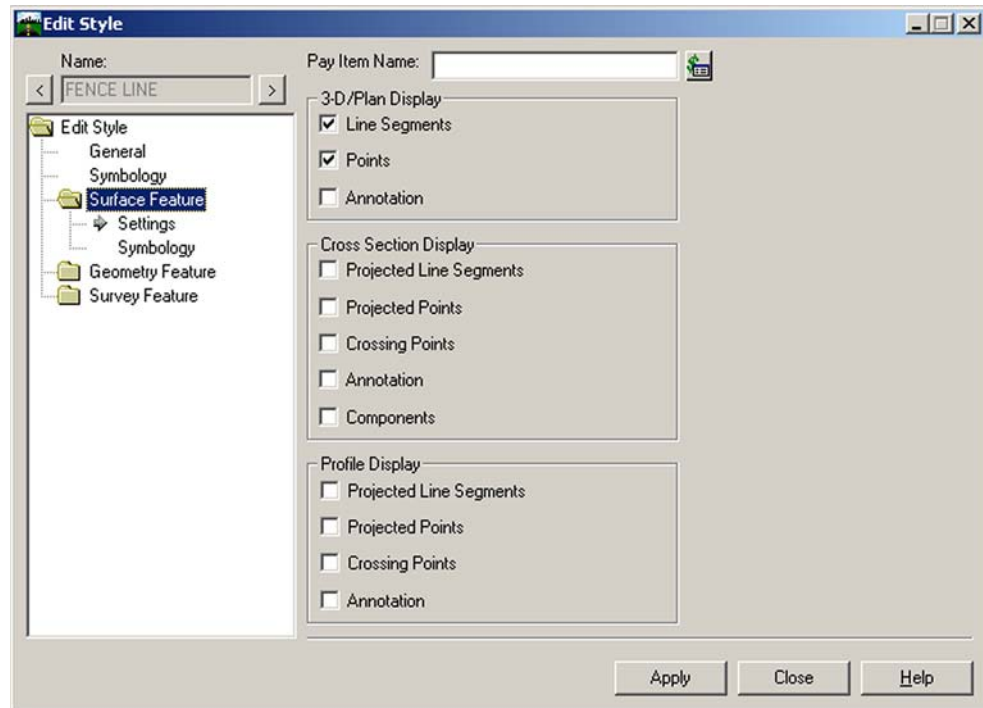 Edit Style
Name:
< FENCE LINE >
Edit Style
General
Symbology
Surface Feature
Settings
Symbology
Geometry Feature
Survey Feature
Pay Item Name:
3-D/Plan Display
Line Segments
Points
Annotation
Cross Section Display
Projected Line Segments
Projected Points
Crossing Points
Annotation
Components
Profile Display
Projected Line Segments
Projected Points
Crossing Points
Annotation
Apply Close Help